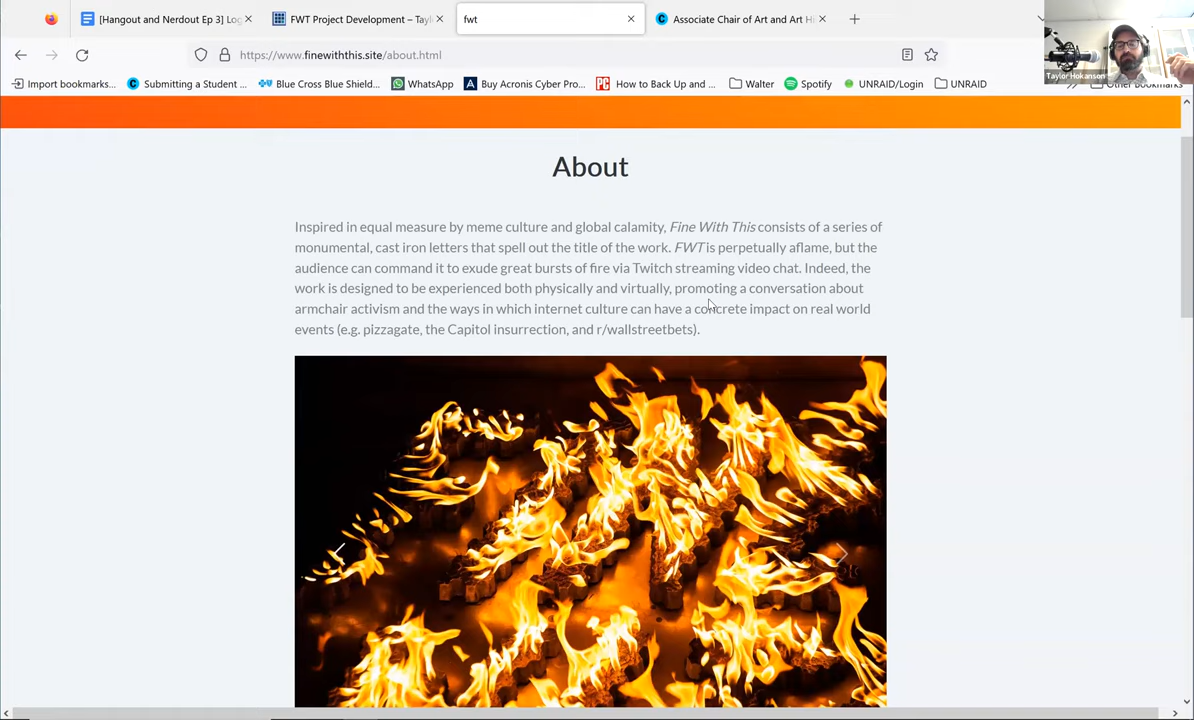 [Hangout and Nerdout Ep 3] Log
FWT Project Development – Tayl
fwt
Associate Chair of Art and Art Hi
https://www.finewiththis.site/about.html
Import bookmarks...
Submitting a Student ...
Blue Cross Blue Shield...
WhatsApp
Buy Acronis Cyber Pro...
How to Back Up and ...
Walter
Spotify
UNRAID/Login
UNRAID
Other Bookmarks
Taylor Hokanson
About
Inspired in equal measure by meme culture and global calamity, Fine With This consists of a series of
monumental, cast iron letters that spell out the title of the work. FWT is perpetually aflame, but the
audience can command it to exude great bursts of fire via Twitch streaming video chat. Indeed, the
work is designed to be experienced both physically and virtually, promoting a conversation about
armchair activism and the ways in which internet culture can have a concrete impact on real world
events (e.g. pizzagate, the Capitol insurrection, and r/wallstreetbets).